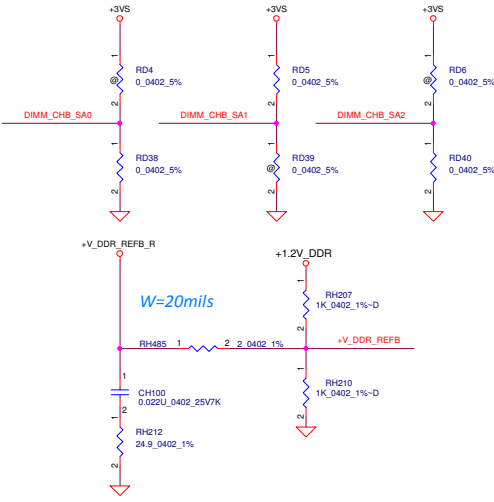 +3VS
+3VS
+3VS
1
1
1
RD4
RD5
RD6
@
0_0402_5%
0_0402_5%
@
0_0402_5%
2
2
2
DIMM_CHB_SA0
DIMM_CHB_SA1
DIMM_CHB_SA2
1
1
1
RD38
RD39
RD40
0_0402_5%
@
0_0402_5%
0_0402_5%
2
2
2
+V_DDR_REFB_R
+1.2V_DDR
W=20mils
1
RH207
1K_0402_1%~D
2
RH485
1
2
2_0402_1%
+V_DDR_REFB
1
1
CH100
0.022U_0402_25V7K
RH210
1K_0402_1%~D
2
2
1
RH212
24.9_0402_1%
2